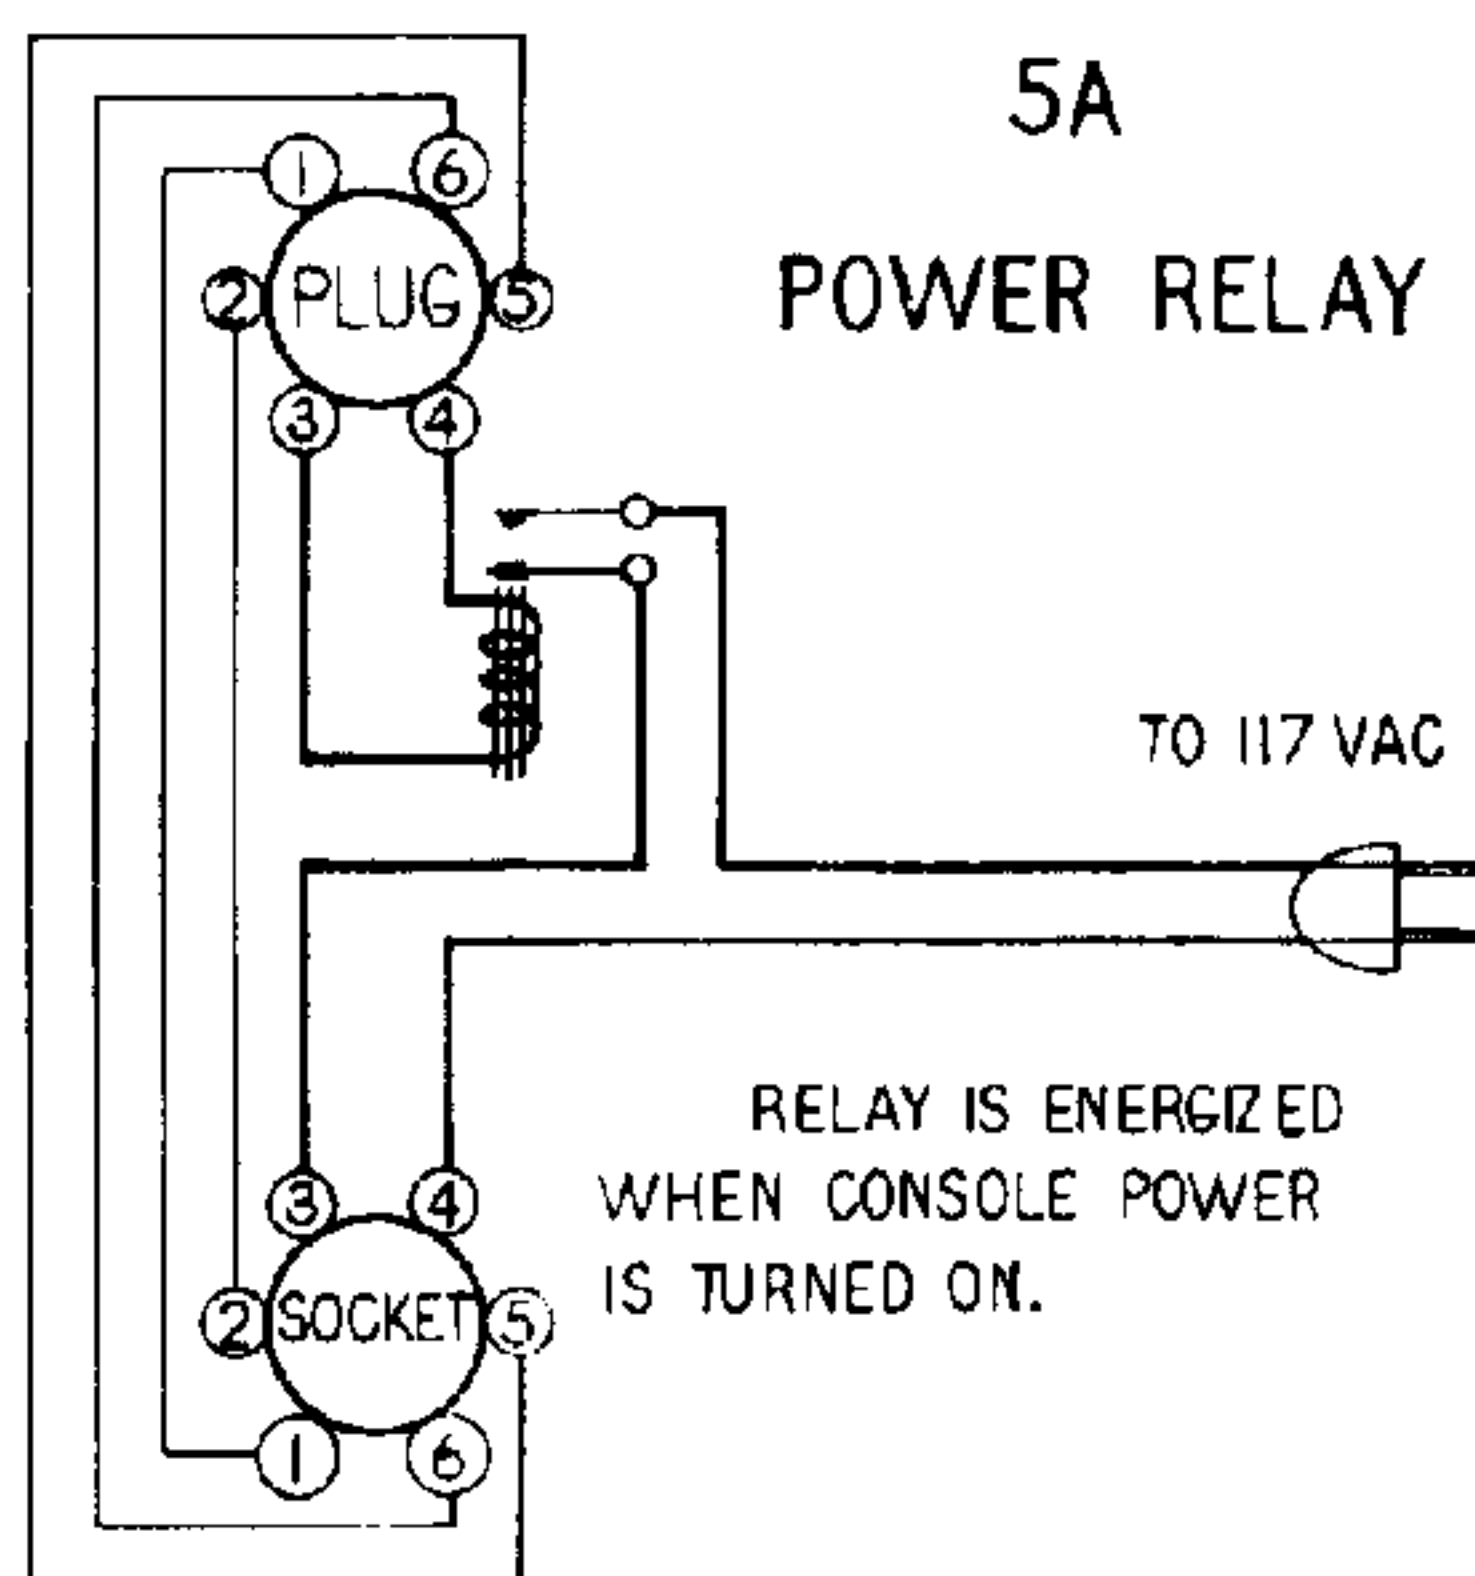 5A
POWER RELAY
1 6
2 PLUG 5
3 4
TO 117 VAC
RELAY IS ENERGIZED
WHEN CONSOLE POWER
IS TURNED ON.
3 4
2 SOCKET 5
1 6